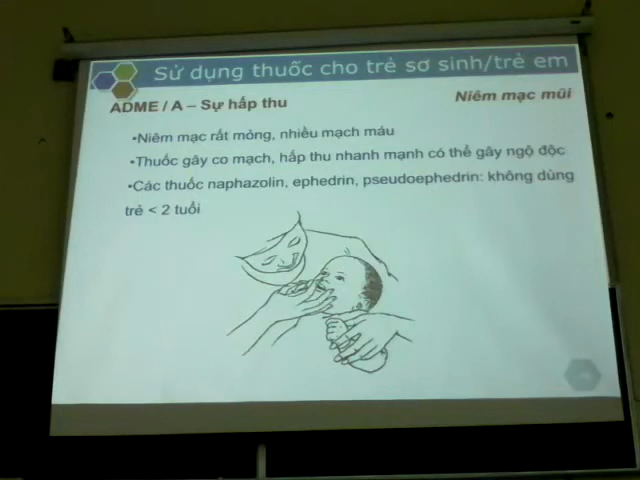 Sử dụng thuốc cho trẻ sơ sinh/trẻ em
ADME / A – Sự hấp thu
Niêm mạc mũi
•Niêm mạc rất mỏng, nhiều mạch máu
•Thuốc gây co mạch, hấp thu nhanh mạnh có thể gây ngộ độc
•Các thuốc naphazolin, ephedrin, pseudoephedrin: không dùng
trẻ < 2 tuổi